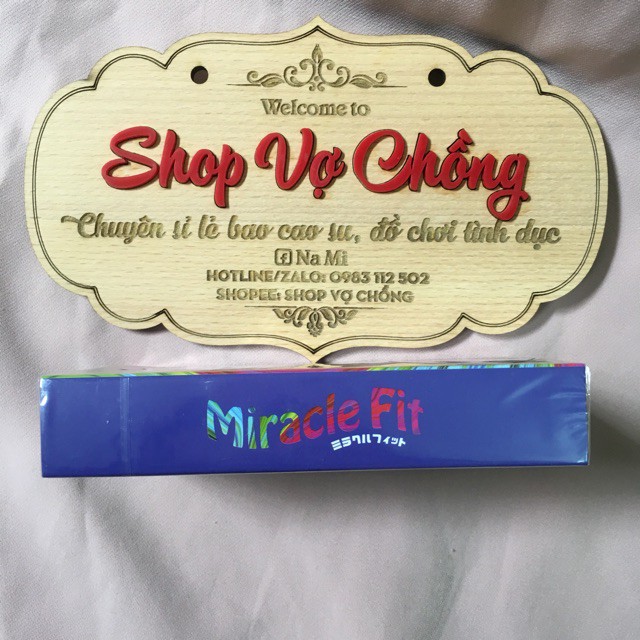 Welcome to
Shop Vợ Chồng
Chuyên sỉ lẻ bao cao su, đồ chơi tình dục
Na Mi
HOTLINE/ZALO: 0983 112 502
SHOPEE: SHOP VỢ CHỒNG
Miracle Fit
ミラクルフィット